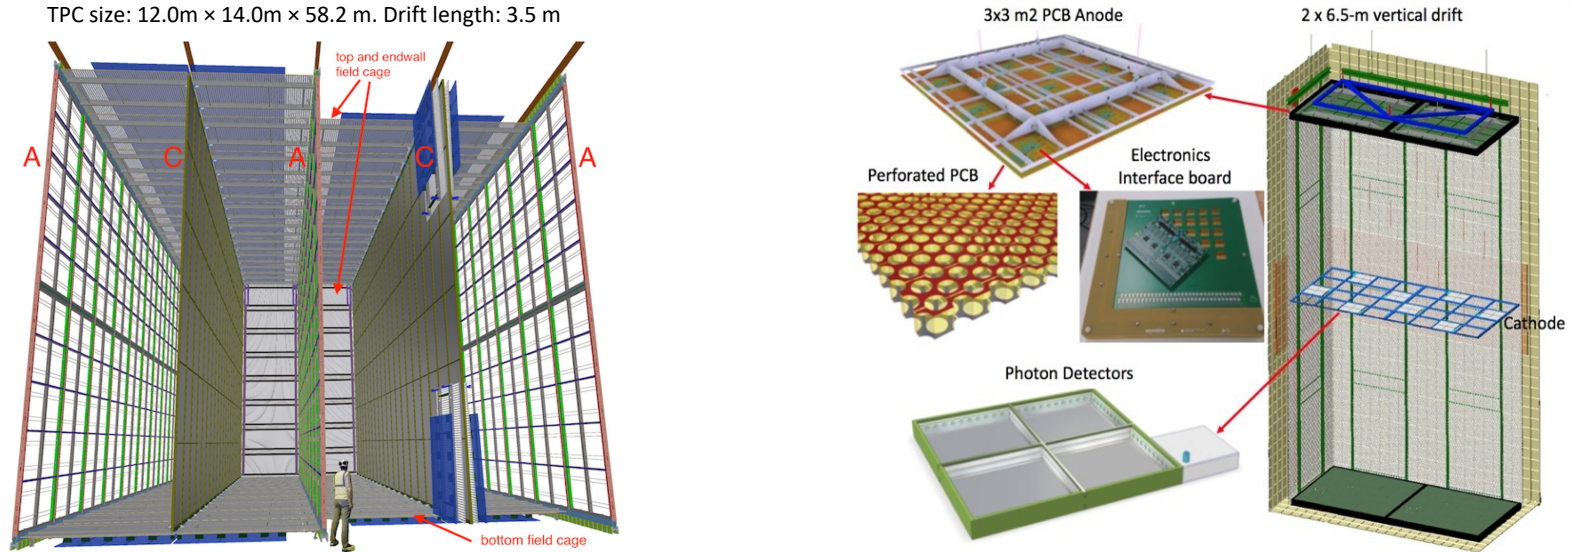 TPC size: 12.0m × 14.0m × 58.2 m. Drift length: 3.5 m
top and endwall
field cage
A
C
A
C
A
bottom field cage
3x3 m2 PCB Anode
2 x 6.5-m vertical drift
Perforated PCB
Electronics
Interface board
Cathode
Photon Detectors